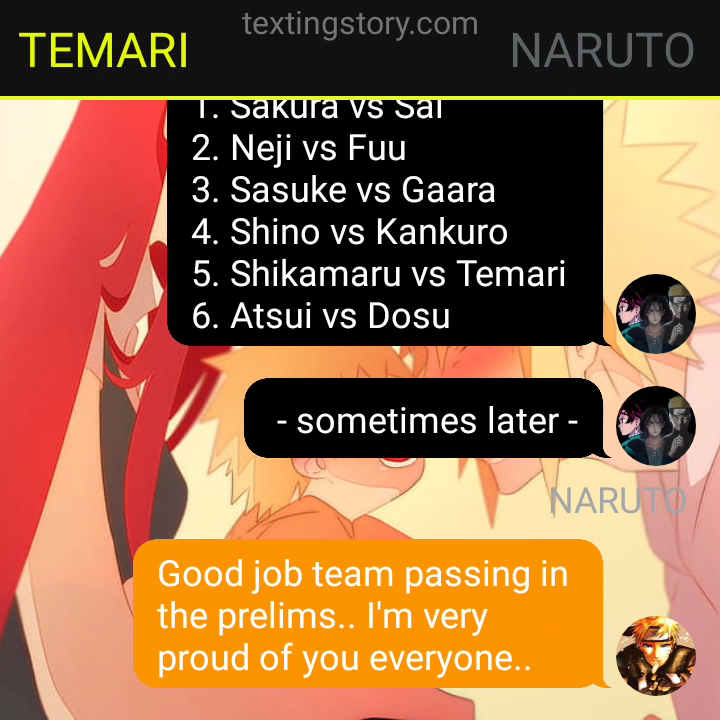 textingstory.com
TEMARI NARUTO
1. Sakura vs Sai
2. Neji vs Fuu
3. Sasuke vs Gaara
4. Shino vs Kankuro
5. Shikamaru vs Temari
6. Atsui vs Dosu
- sometimes later -
NARUTO
Good job team passing in
the prelims.. I'm very
proud of you everyone..